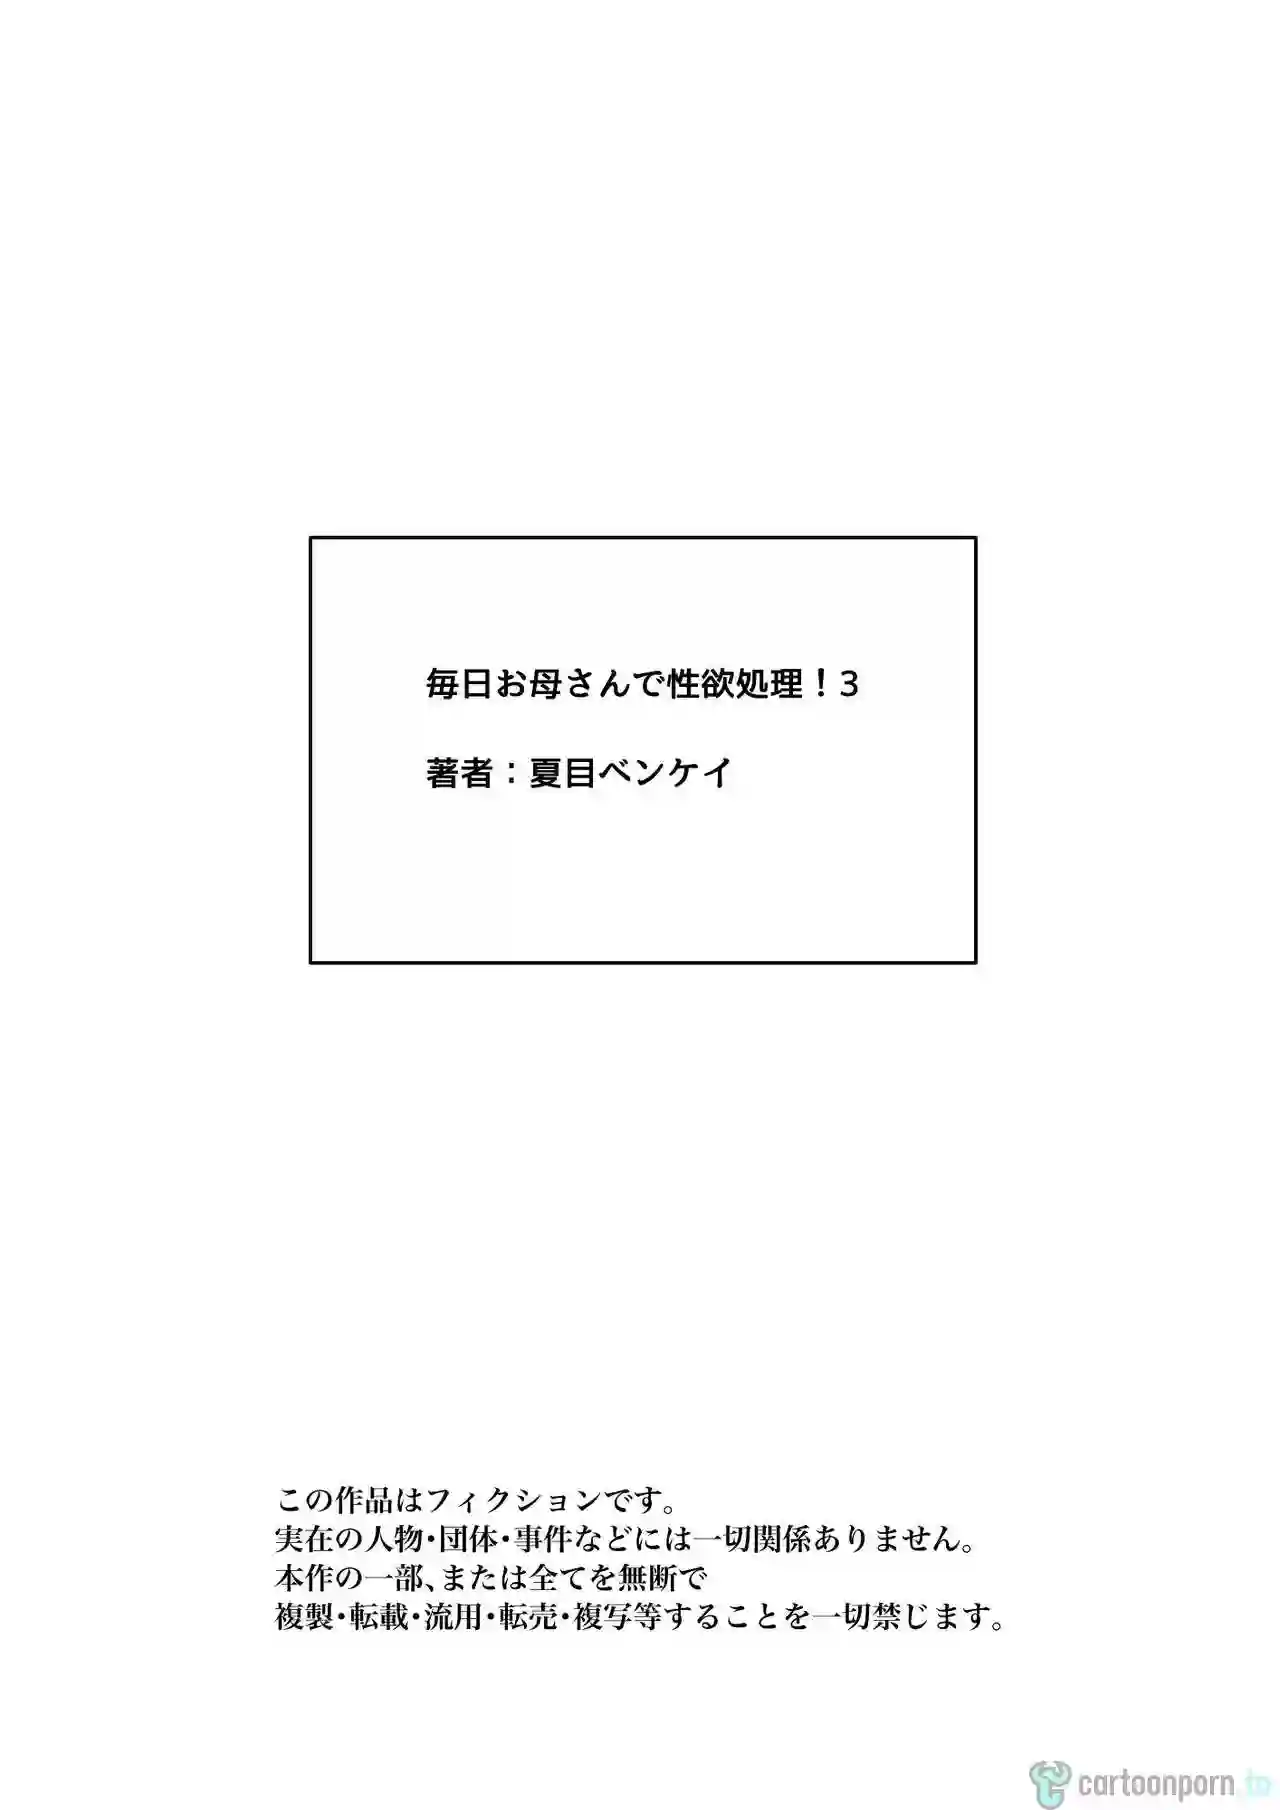 毎日お母さんで性欲処理！3
著者：夏目ベンケイ
この作品はフィクションです。
実在の人物・団体・事件などには一切関係ありません。
本作の一部、または全てを無断で
複製・転載・流用・転売・複写等することを一切禁じます。
cartoonporn.to